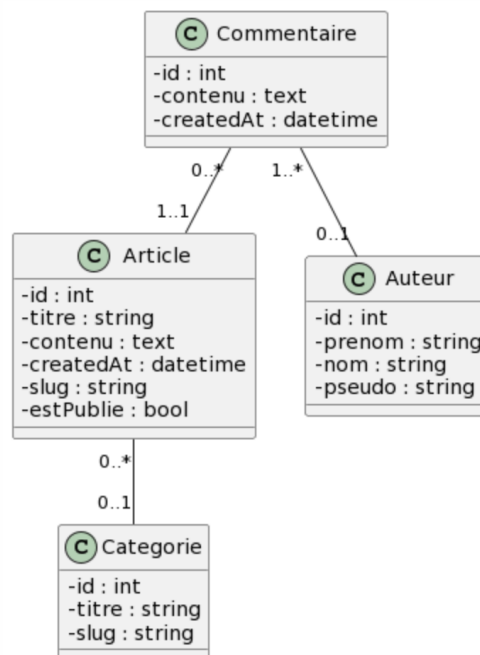 C Commentaire
-id : int
-contenu : text
-createdAt : datetime
0..* 1..*
1..1
0..1
C Article
-id : int
-titre : string
-contenu : text
-createdAt : datetime
-slug : string
-estPublie : bool
C Auteur
-id : int
-prenom : string
-nom : string
-pseudo : string
0..*
0..1
C Categorie
-id : int
-titre : string
-slug : string